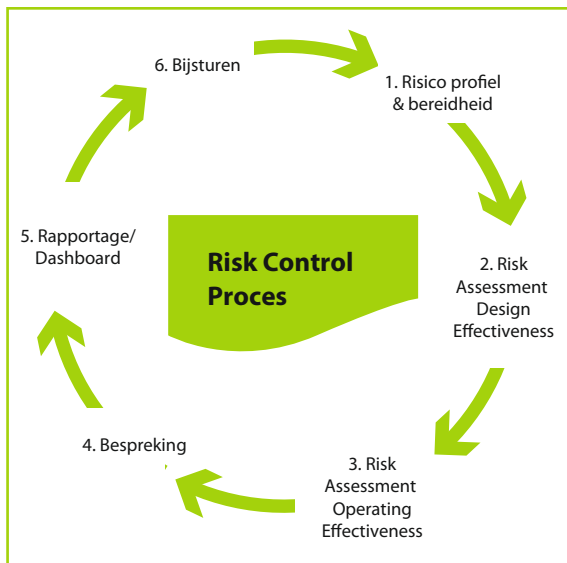 6. Bijsturen
1. Risico profiel
& bereidheid
2. Risk
Assessment
Design
Effectiveness
3. Risk
Assessment
Operating
Effectiveness
4. Bespreking
5. Rapportage/
Dashboard
Risk Control
Proces